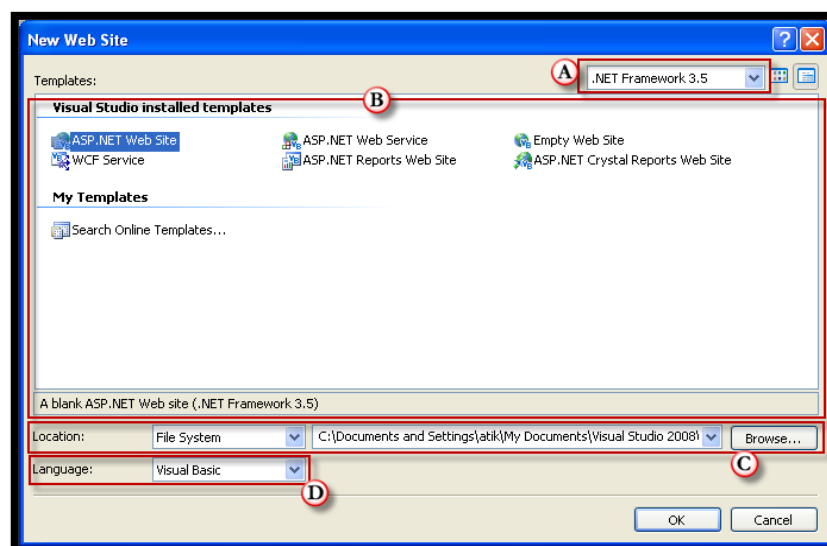 New Web Site
A
Templates:
.NET Framework 3.5
B
Visual Studio installed templates
ASP.NET Web Site
ASP.NET Web Service
Empty Web Site
WCF Service
ASP.NET Reports Web Site
ASP.NET Crystal Reports Web Site
My Templates
Search Online Templates...
A blank ASP.NET Web site (.NET Framework 3.5)
Location:
File System
C:\Documents and Settings\atik\My Documents\Visual Studio 2008\
Browse...
C
Language:
Visual Basic
D
OK
Cancel